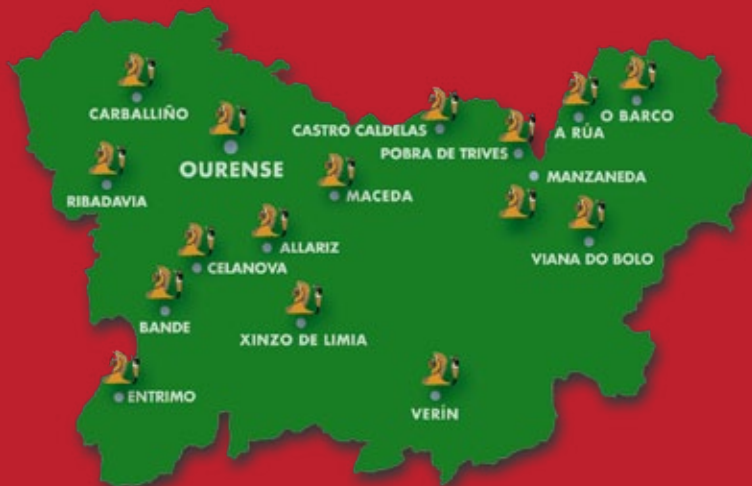 CARBALLIÑO
OURENSE
CASTRO CALDELAS
POBRA DE TRIVES
A RÚA
O BARCO
MANZANEDA
RIBADAVIA
MACEDA
ALLARIZ
CELANOVA
VIANA DO BOLO
BANDE
XINZO DE LIMIA
ENTRIMO
VERÍN